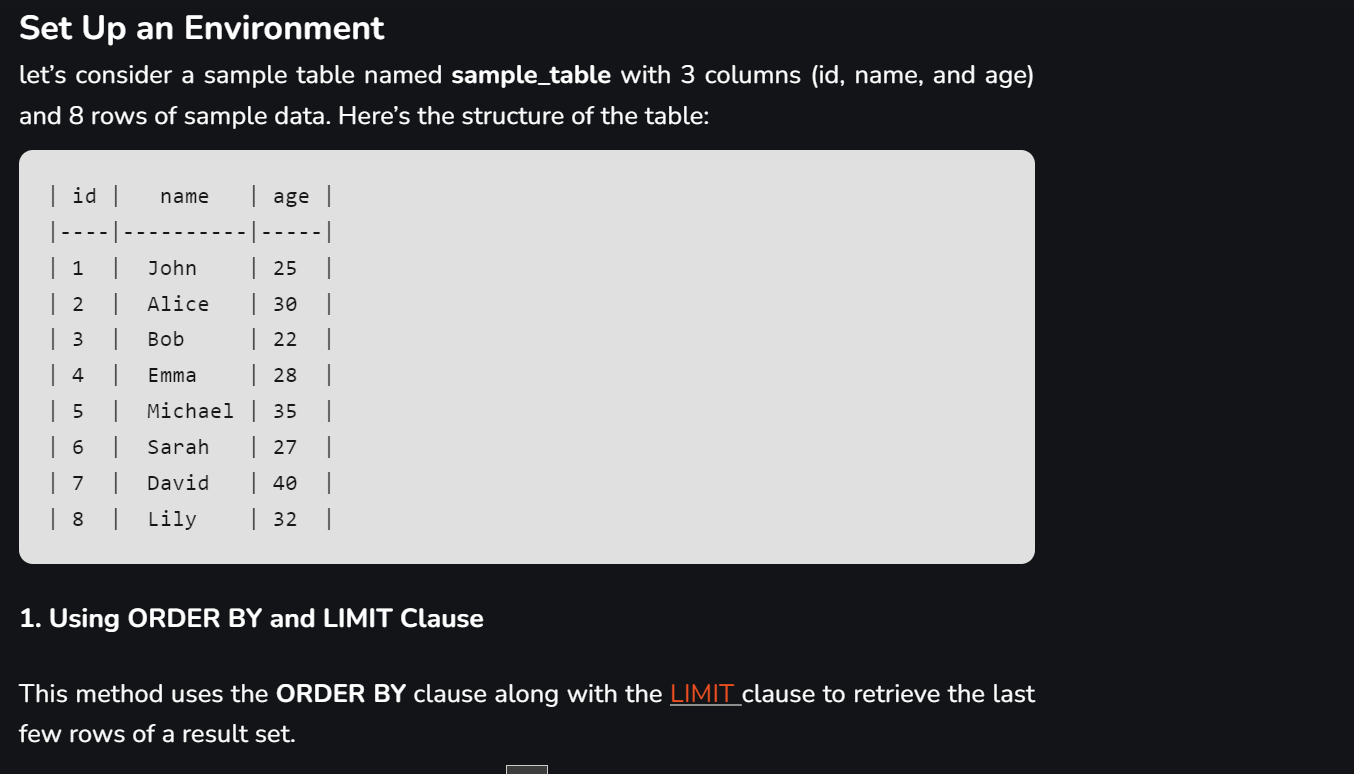 Set Up an Environment
let’s consider a sample table named sample_table with 3 columns (id, name, and age)
and 8 rows of sample data. Here’s the structure of the table:
| id |   name   | age |
|----|----------|-----|
| 1  |  John    | 25  |
| 2  |  Alice   | 30  |
| 3  |  Bob     | 22  |
| 4  |  Emma    | 28  |
| 5  |  Michael | 35  |
| 6  |  Sarah   | 27  |
| 7  |  David   | 40  |
| 8  |  Lily    | 32  |
1. Using ORDER BY and LIMIT Clause
This method uses the ORDER BY clause along with the LIMIT clause to retrieve the last
few rows of a result set.